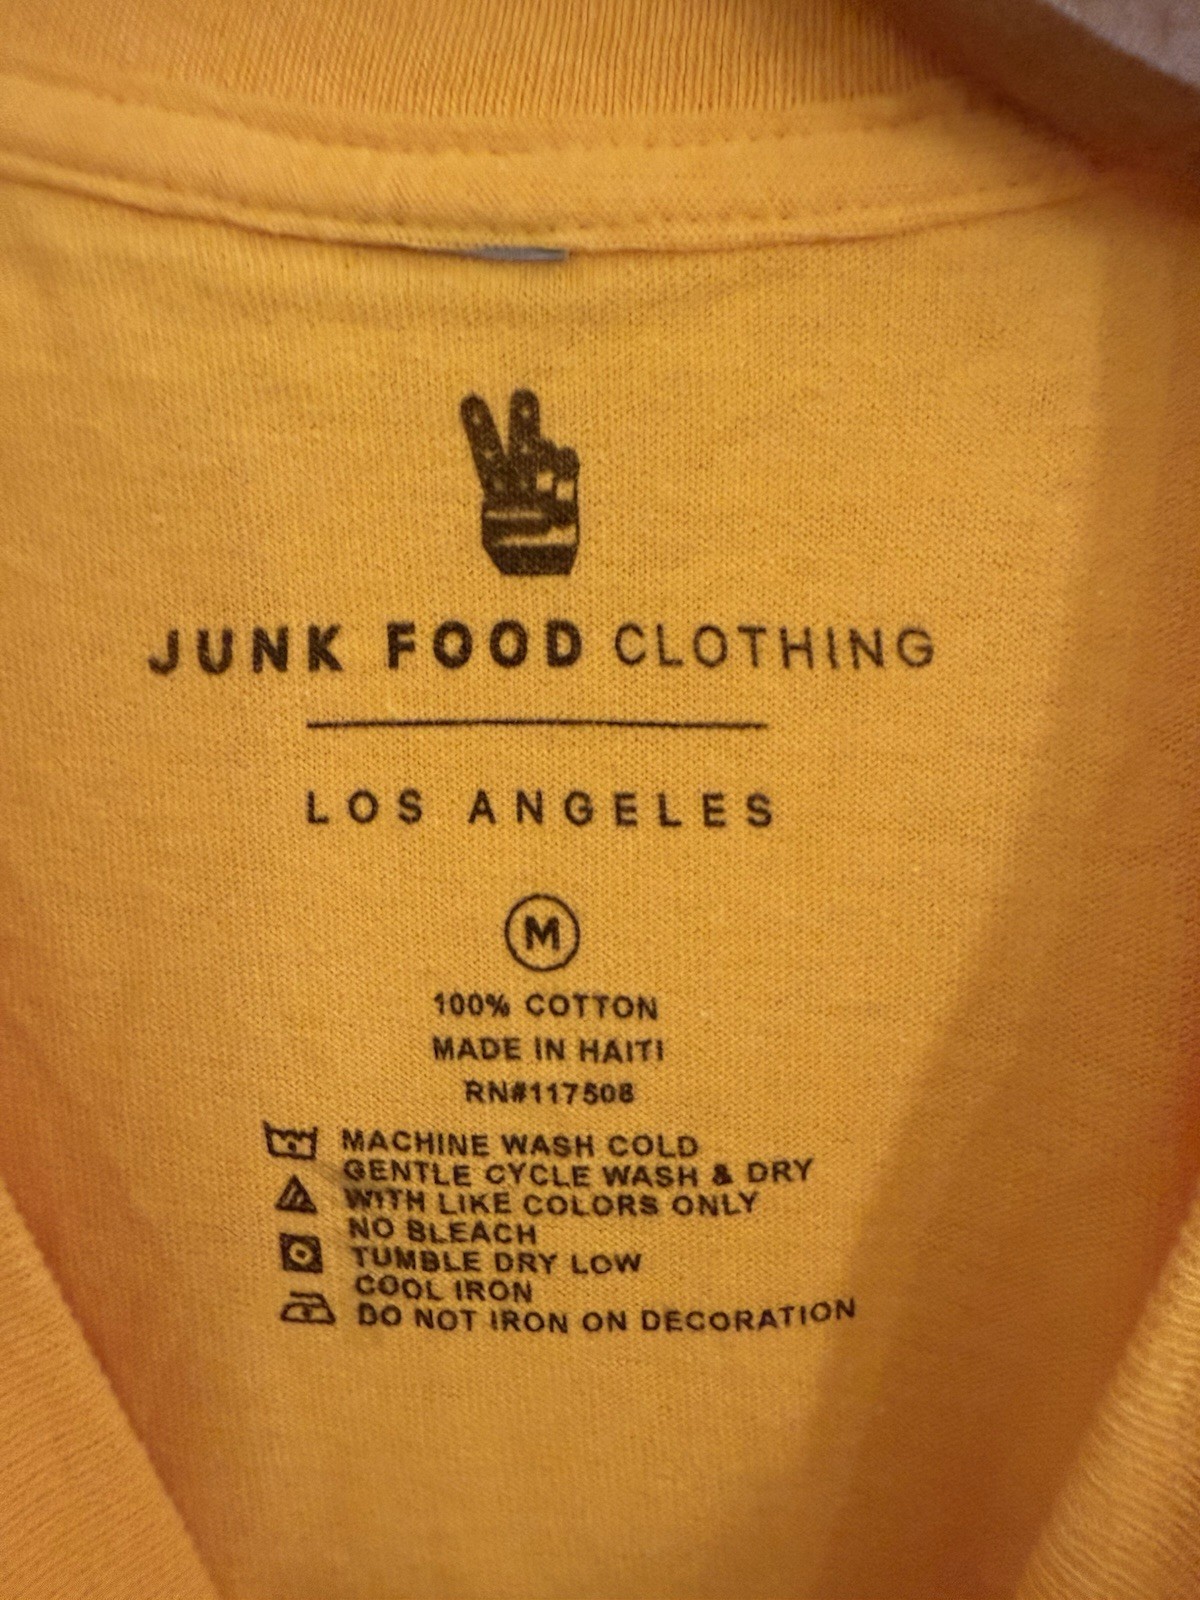 JUNK FOOD CLOTHING
LOS ANGELES
M
100% COTTON
MADE IN HAITI
RN#117508
MACHINE WASH COLD
GENTLE CYCLE WASH & DRY
WITH LIKE COLORS ONLY
NO BLEACH
TUMBLE DRY LOW
COOL IRON
DO NOT IRON ON DECORATION